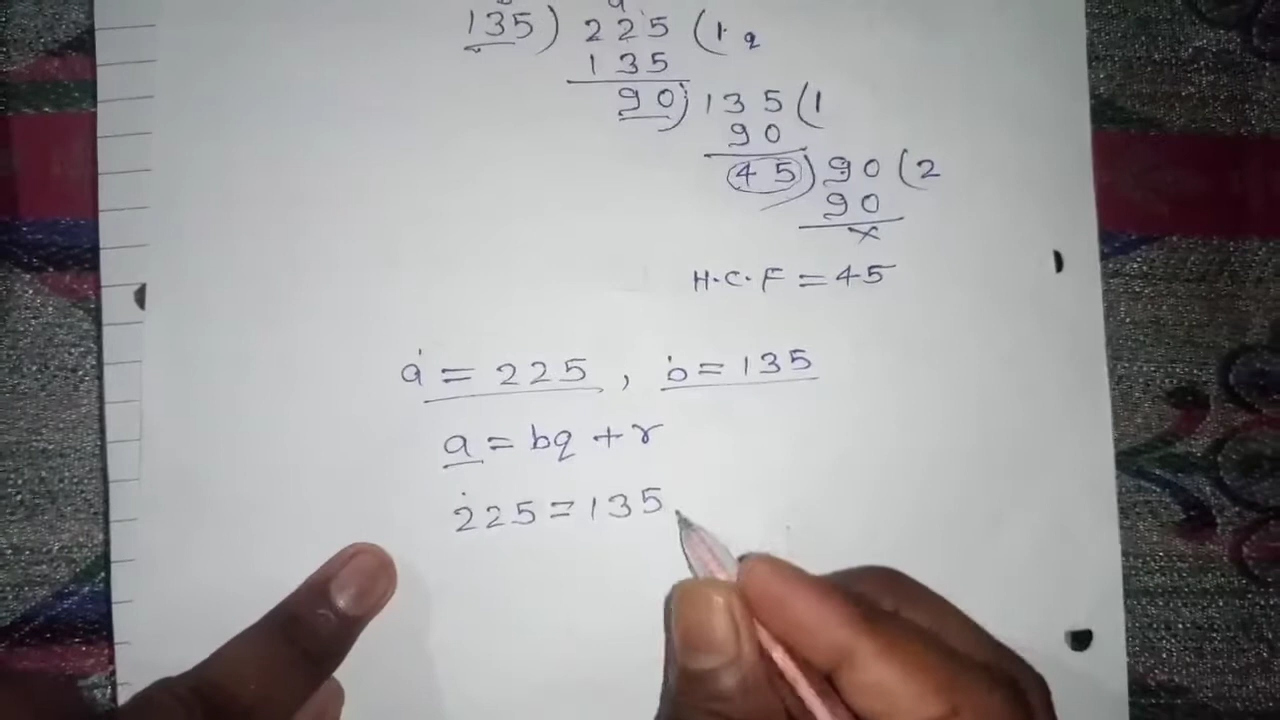 135) 225 (1 q
135
90) 135 (1
90
45) 90 (2
90
×
H.C.F = 45
a = 225 , b = 135
a = bq + r
225 = 135